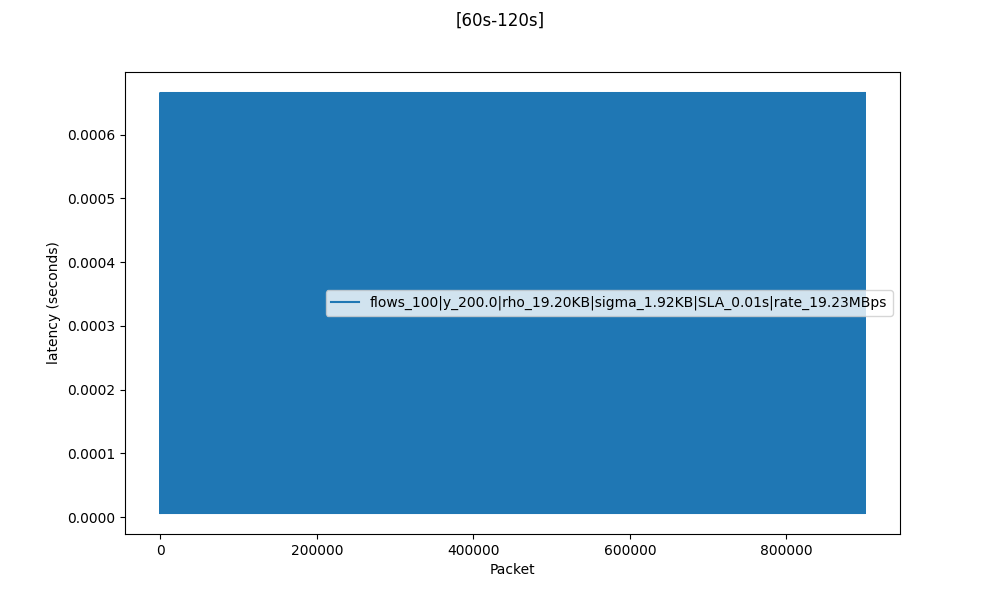 [60s-120s]
0.0006
0.0005
0.0004
0.0003
0.0002
0.0001
0.0000
latency (seconds)
flows_100|y_200.0|rho_19.20KB|sigma_1.92KB|SLA_0.01s|rate_19.23MBps
0 200000 400000 600000 800000
Packet